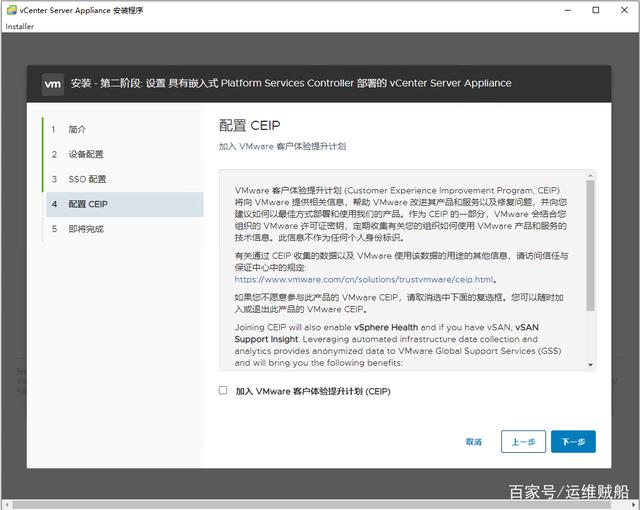 vCenter Server Appliance 安装程序
Installer
vm 安装 - 第二阶段: 设置 具有嵌入式 Platform Services Controller 部署的 vCenter Server Appliance
1 简介
2 设备配置
3 SSO 配置
4 配置 CEIP
5 即将完成
配置 CEIP
加入 VMware 客户体验提升计划
VMware 客户体验提升计划 (Customer Experience Improvement Program, CEIP)
将向 VMware 提供相关信息，帮助 VMware 改进其产品和服务以及修复问题，并向您
建议如何以最佳方式部署和使用我们的产品。作为 CEIP 的一部分，VMware 会结合您
组织的 VMware 许可证密钥，定期收集有关您的组织如何使用 VMware 产品和服务的
技术信息。此信息不作为任何个人身份标识。
有关通过 CEIP 收集的数据以及 VMware 使用该数据的用途的其他信息，请访问信任与
保证中心中的规定:
https://www.vmware.com/cn/solutions/trustvmware/ceip.html。
如果您不愿意参与此产品的 VMware CEIP，请取消选中下面的复选框。您可以随时加
入或退出此产品的 VMware CEIP。
Joining CEIP will also enable vSphere Health and if you have vSAN, vSAN
Support Insight. Leveraging automated infrastructure data collection and
analytics provides anonymized data to VMware Global Support Services (GSS)
and will bring you the following benefits:
加入 VMware 客户体验提升计划 (CEIP)
取消
上一步
下一步
百家号/运维贼船